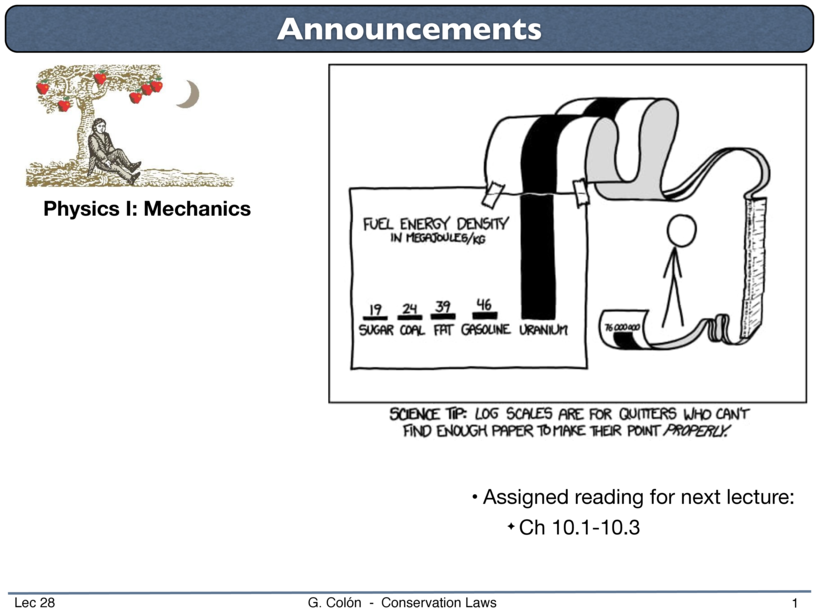 Announcements
Physics I: Mechanics
FUEL ENERGY DENSITY
IN MEGAJOULES/KG
19 24 39 46
SUGAR COAL FAT GASOLINE URANIUM
76,000,000
SCIENCE TIP: LOG SCALES ARE FOR QUITTERS WHO CAN'T
FIND ENOUGH PAPER TO MAKE THEIR POINT PROPERLY.
• Assigned reading for next lecture:
✦ Ch 10.1-10.3
Lec 28 G. Colón - Conservation Laws 1